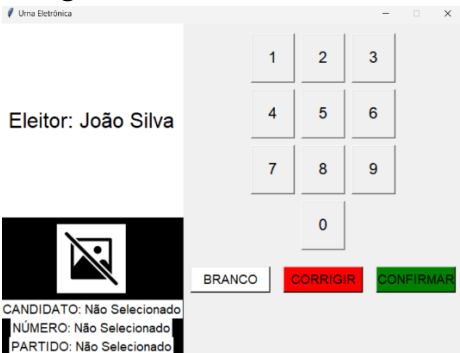 Urna Eletrônica
Eleitor: João Silva
CANDIDATO: Não Selecionado
NÚMERO: Não Selecionado
PARTIDO: Não Selecionado
1 2 3
4 5 6
7 8 9
0
BRANCO CORRIGIR CONFIRMAR